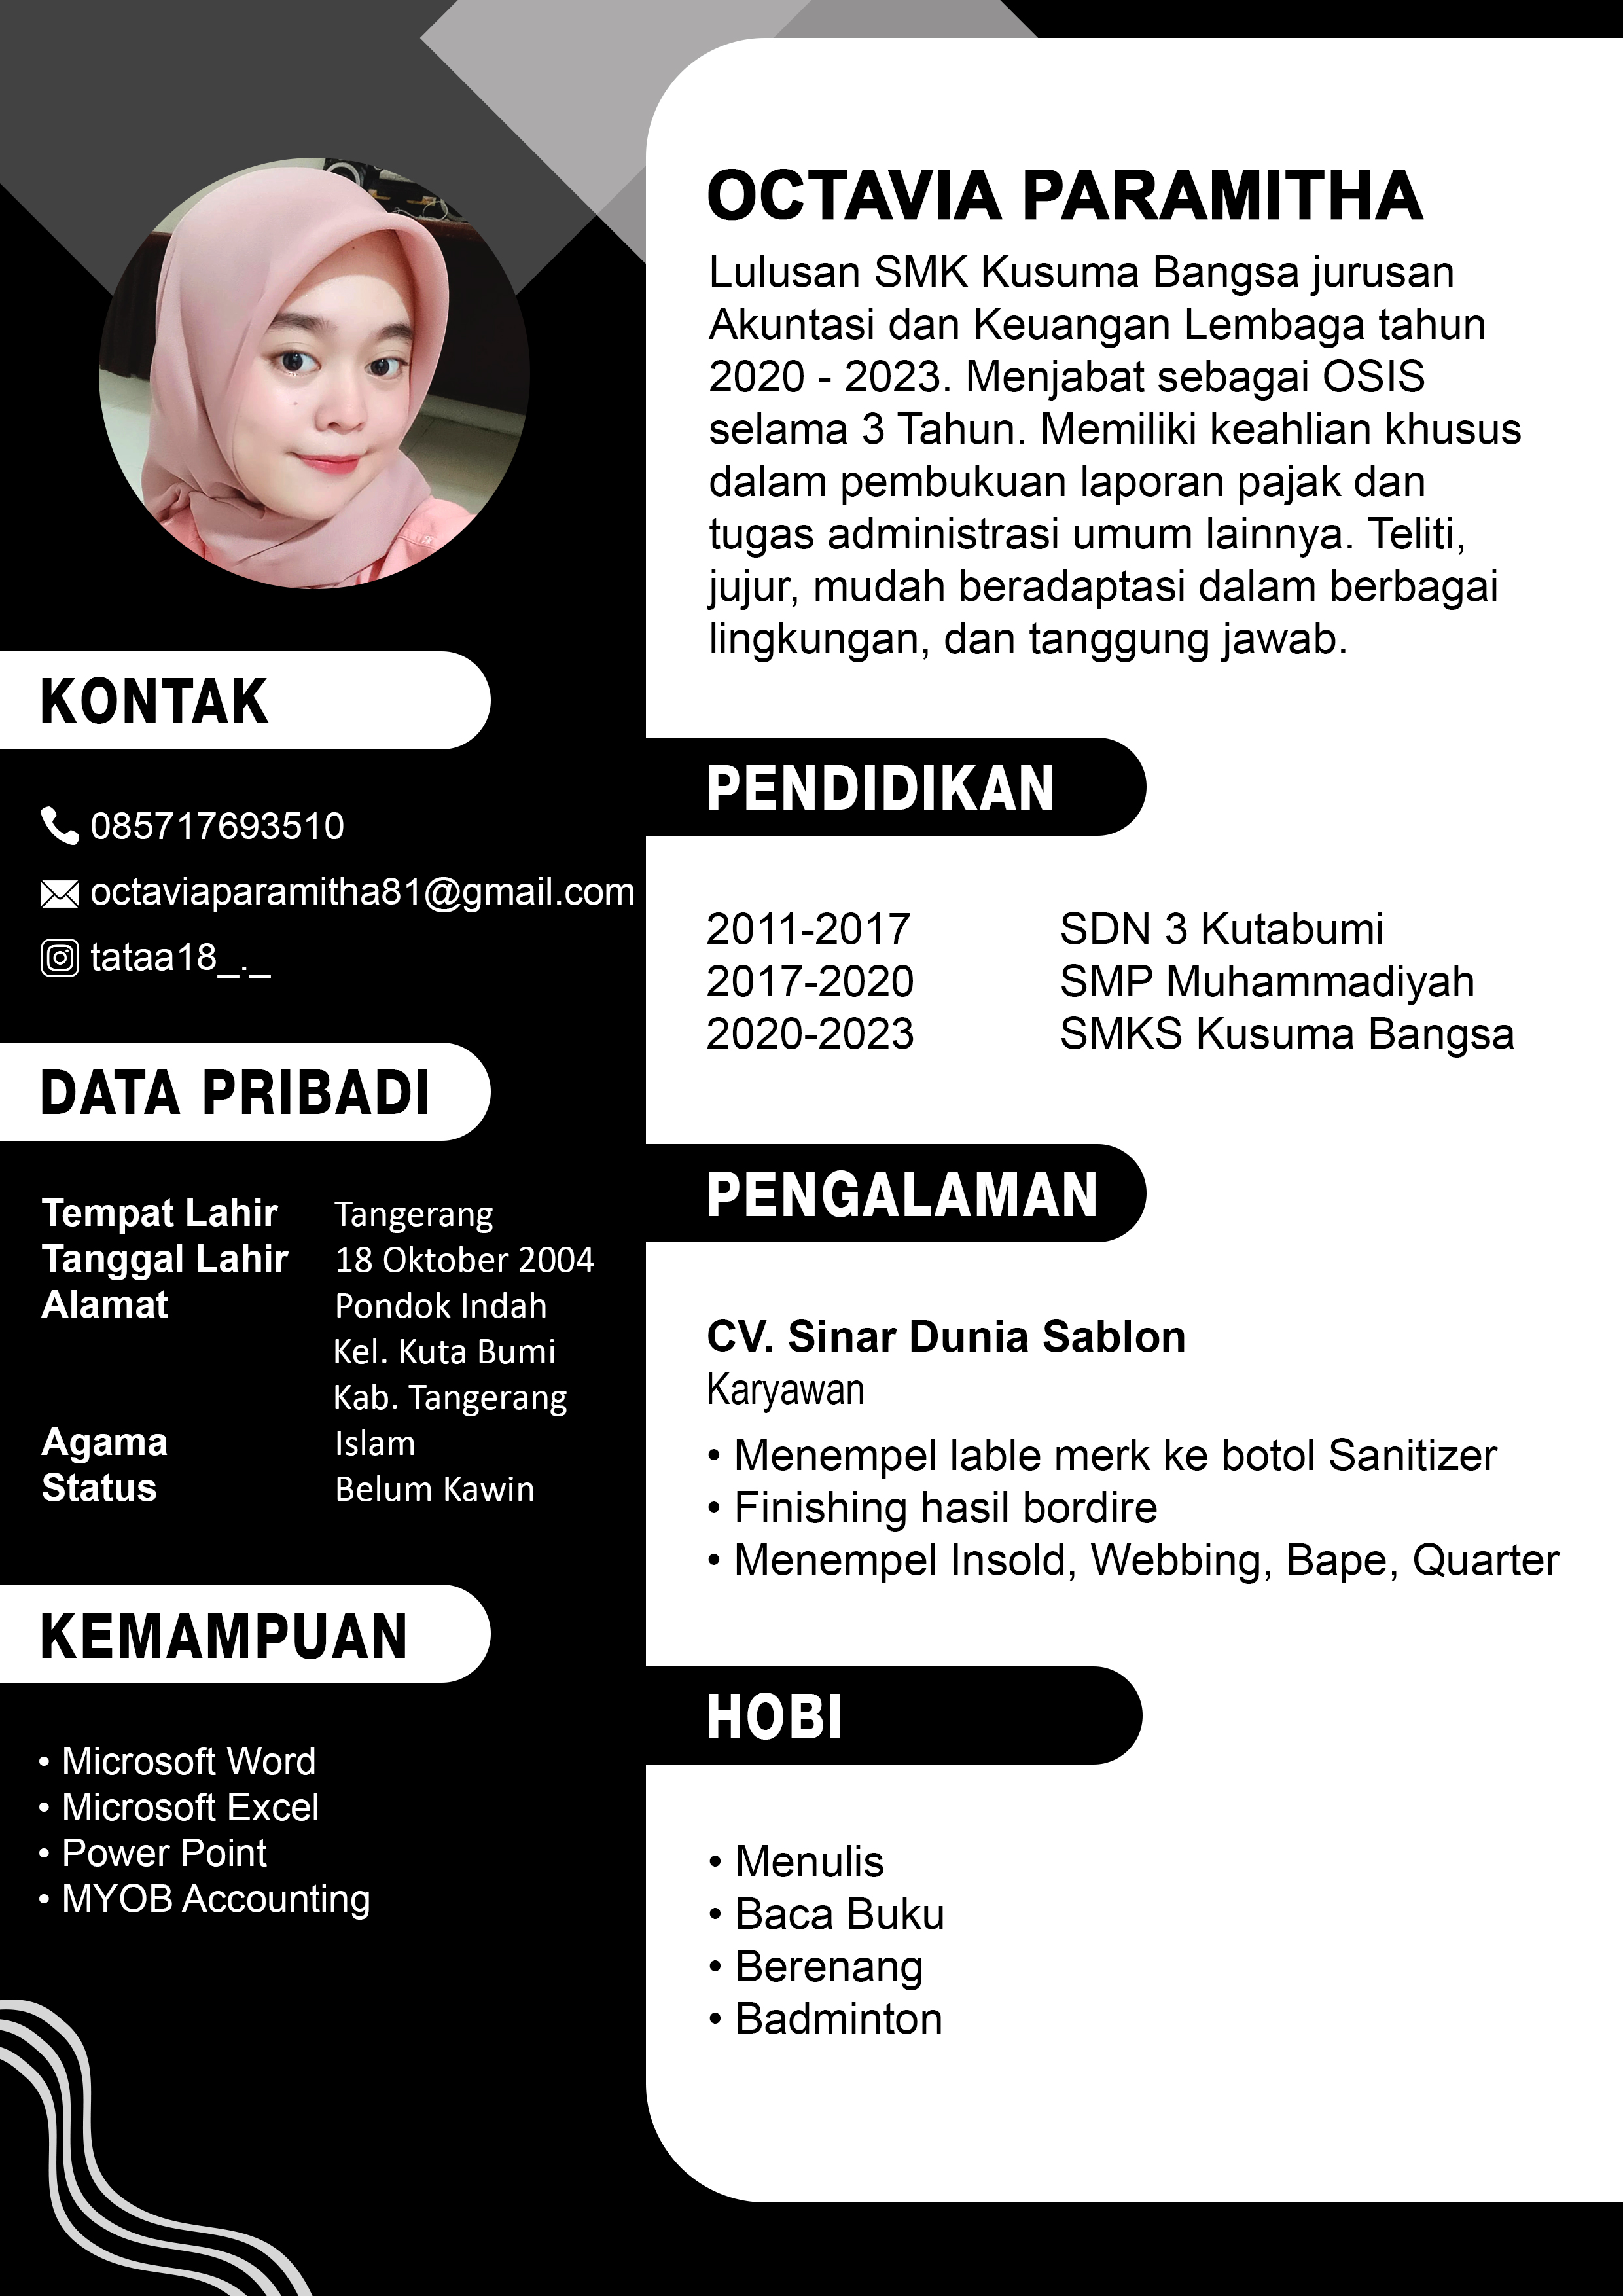 OCTAVIA PARAMITHA
Lulusan SMK Kusuma Bangsa jurusan
Akuntasi dan Keuangan Lembaga tahun
2020 - 2023. Menjabat sebagai OSIS
selama 3 Tahun. Memiliki keahlian khusus
dalam pembukuan laporan pajak dan
tugas administrasi umum lainnya. Teliti,
jujur, mudah beradaptasi dalam berbagai
lingkungan, dan tanggung jawab.
KONTAK
085717693510
octaviaparamitha81@gmail.com
tataa18_._
DATA PRIBADI
Tempat Lahir Tangerang
Tanggal Lahir 18 Oktober 2004
Alamat Pondok Indah
Kel. Kuta Bumi
Kab. Tangerang
Agama Islam
Status Belum Kawin
KEMAMPUAN
• Microsoft Word
• Microsoft Excel
• Power Point
• MYOB Accounting
PENDIDIKAN
2011-2017 SDN 3 Kutabumi
2017-2020 SMP Muhammadiyah
2020-2023 SMKS Kusuma Bangsa
PENGALAMAN
CV. Sinar Dunia Sablon
Karyawan
• Menempel lable merk ke botol Sanitizer
• Finishing hasil bordire
• Menempel Insold, Webbing, Bape, Quarter
HOBI
• Menulis
• Baca Buku
• Berenang
• Badminton